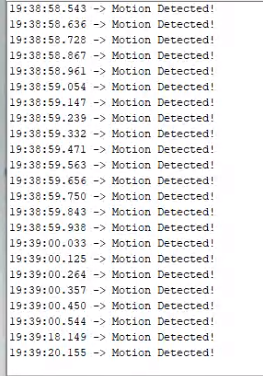 19:38:58.543 -> Motion Detected!
19:38:58.636 -> Motion Detected!
19:38:58.728 -> Motion Detected!
19:38:58.867 -> Motion Detected!
19:38:58.961 -> Motion Detected!
19:38:59.054 -> Motion Detected!
19:38:59.147 -> Motion Detected!
19:38:59.239 -> Motion Detected!
19:38:59.332 -> Motion Detected!
19:38:59.471 -> Motion Detected!
19:38:59.563 -> Motion Detected!
19:38:59.656 -> Motion Detected!
19:38:59.750 -> Motion Detected!
19:38:59.843 -> Motion Detected!
19:38:59.938 -> Motion Detected!
19:39:00.033 -> Motion Detected!
19:39:00.125 -> Motion Detected!
19:39:00.264 -> Motion Detected!
19:39:00.357 -> Motion Detected!
19:39:00.450 -> Motion Detected!
19:39:00.544 -> Motion Detected!
19:39:18.149 -> Motion Detected!
19:39:20.155 -> Motion Detected!